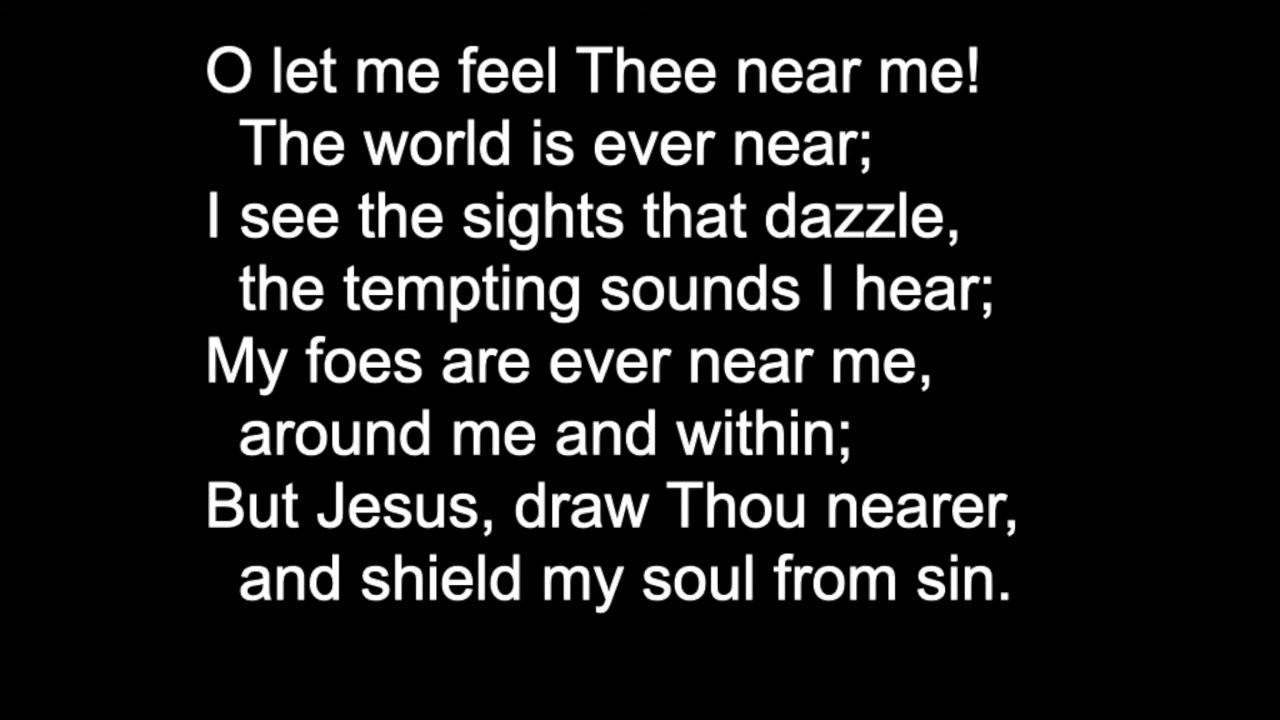 O let me feel Thee near me!
The world is ever near;
I see the sights that dazzle,
the tempting sounds I hear;
My foes are ever near me,
around me and within;
But Jesus, draw Thou nearer,
and shield my soul from sin.